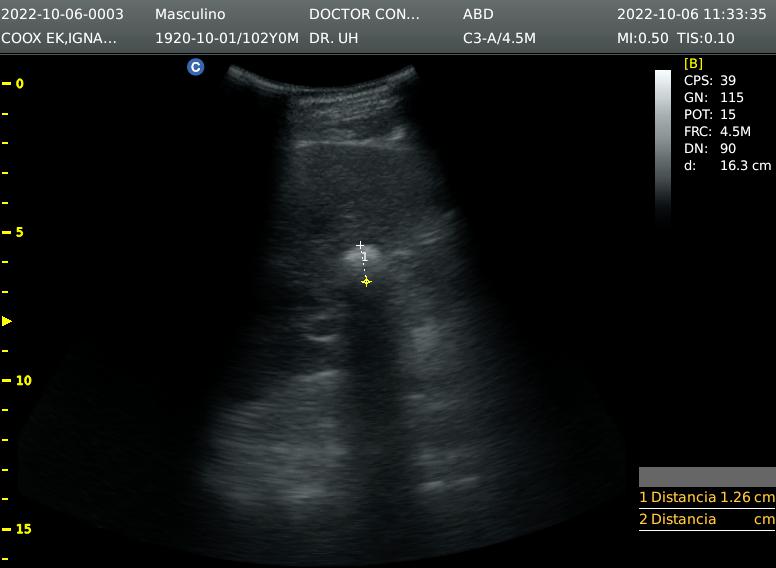 2022-10-06-0003 Masculino DOCTOR CON... ABD 2022-10-06 11:33:35
COOX EK,IGNA... 1920-10-01/102Y0M DR. UH C3-A/4.5M MI:0.50 TIS:0.10
C
[B]
CPS: 39
GN: 115
POT: 15
FRC: 4.5M
DN: 90
d: 16.3 cm
0
5
1
10
15
1 Distancia 1.26 cm
2 Distancia cm